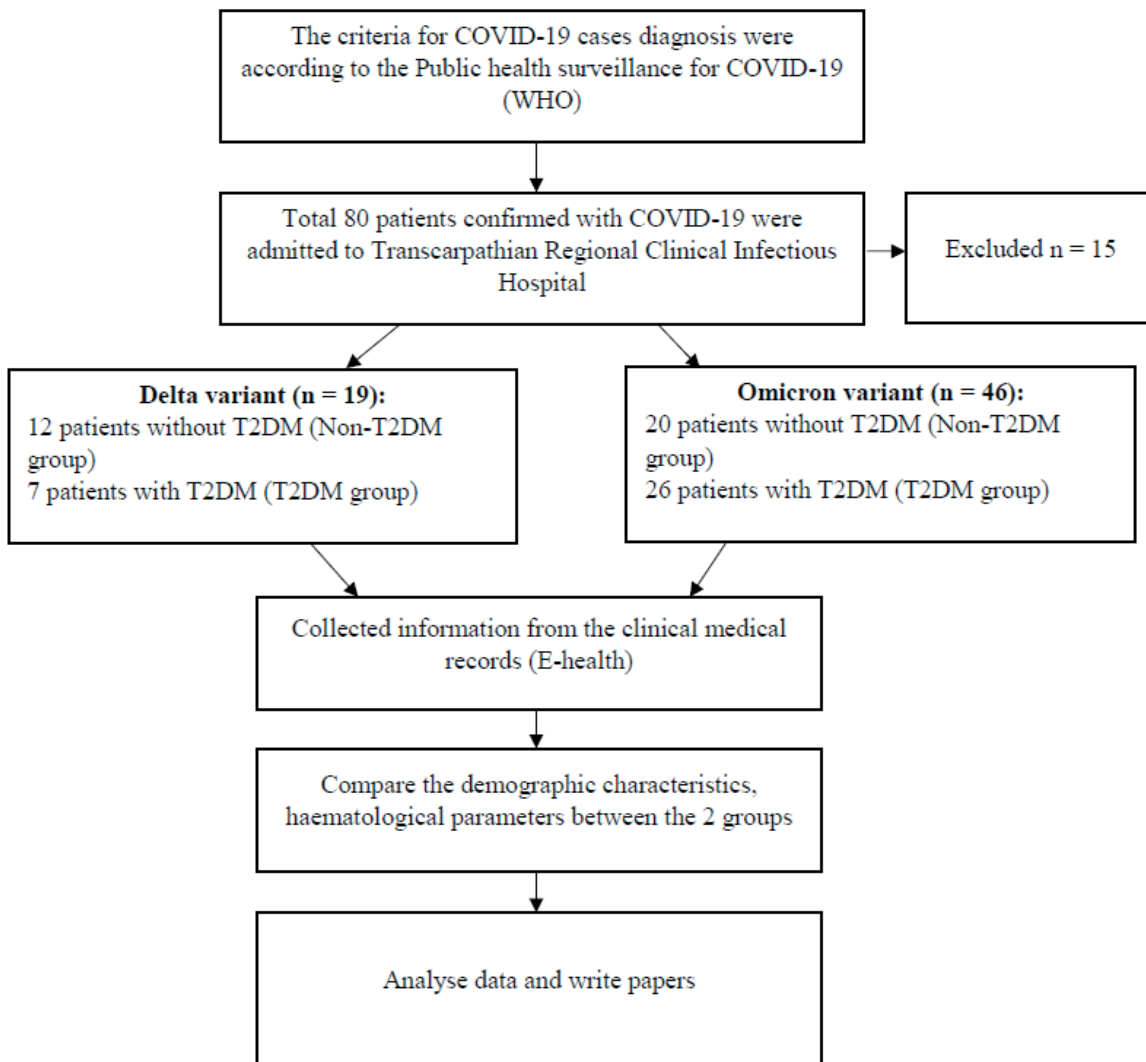 The criteria for COVID-19 cases diagnosis were
according to the Public health surveillance for COVID-19
(WHO)
Total 80 patients confirmed with COVID-19 were
admitted to Transcarpathian Regional Clinical Infectious
Hospital
Excluded n = 15
Delta variant (n = 19):
12 patients without T2DM (Non-T2DM
group)
7 patients with T2DM (T2DM group)
Omicron variant (n = 46):
20 patients without T2DM (Non-T2DM
group)
26 patients with T2DM (T2DM group)
Collected information from the clinical medical
records (E-health)
Compare the demographic characteristics,
haematological parameters between the 2 groups
Analyse data and write papers